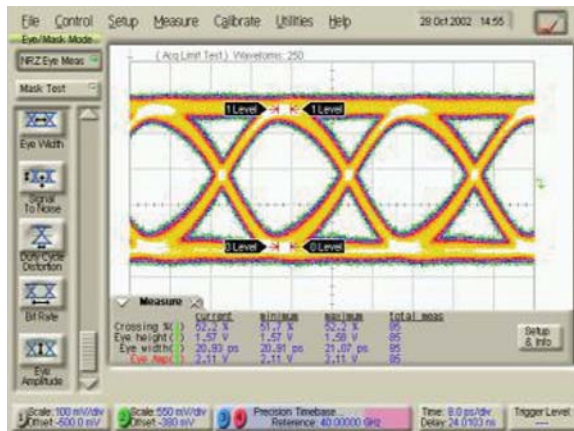 File Control Setup Measure Calibrate Utilities Help 28 Oct 2002 14:55
Eye/Mask Mode
NRZ Eye Meas
(Acq Limit Test) Waveforms: 250
Mask Test
1 Level 1 Level
Eye Width
Signal
To Noise
Duty Cycle
Distortion
0 Level 0 Level
Bit Rate
Measure
current minimum maximum total meas
Crossing % 52.2 % 51.7 % 52.2 % 85
Eye height 1.57 V 1.57 V 1.58 V 85
Eye width 20.93 ps 20.91 ps 21.07 ps 85
Eye Amp 2.11 V 2.11 V 2.11 V 85
Setup
& Info
Eye
Amplitude
1 Scale: 100 mV/div 2 Scale: 550 mV/div 3 4 Precision Timebase... Time: 8.0 ps/div Trigger Level:
Offset: -500.0 mV Offset: -380 mV Reference: 40.00000 GHz Delay: 24.0103 ns